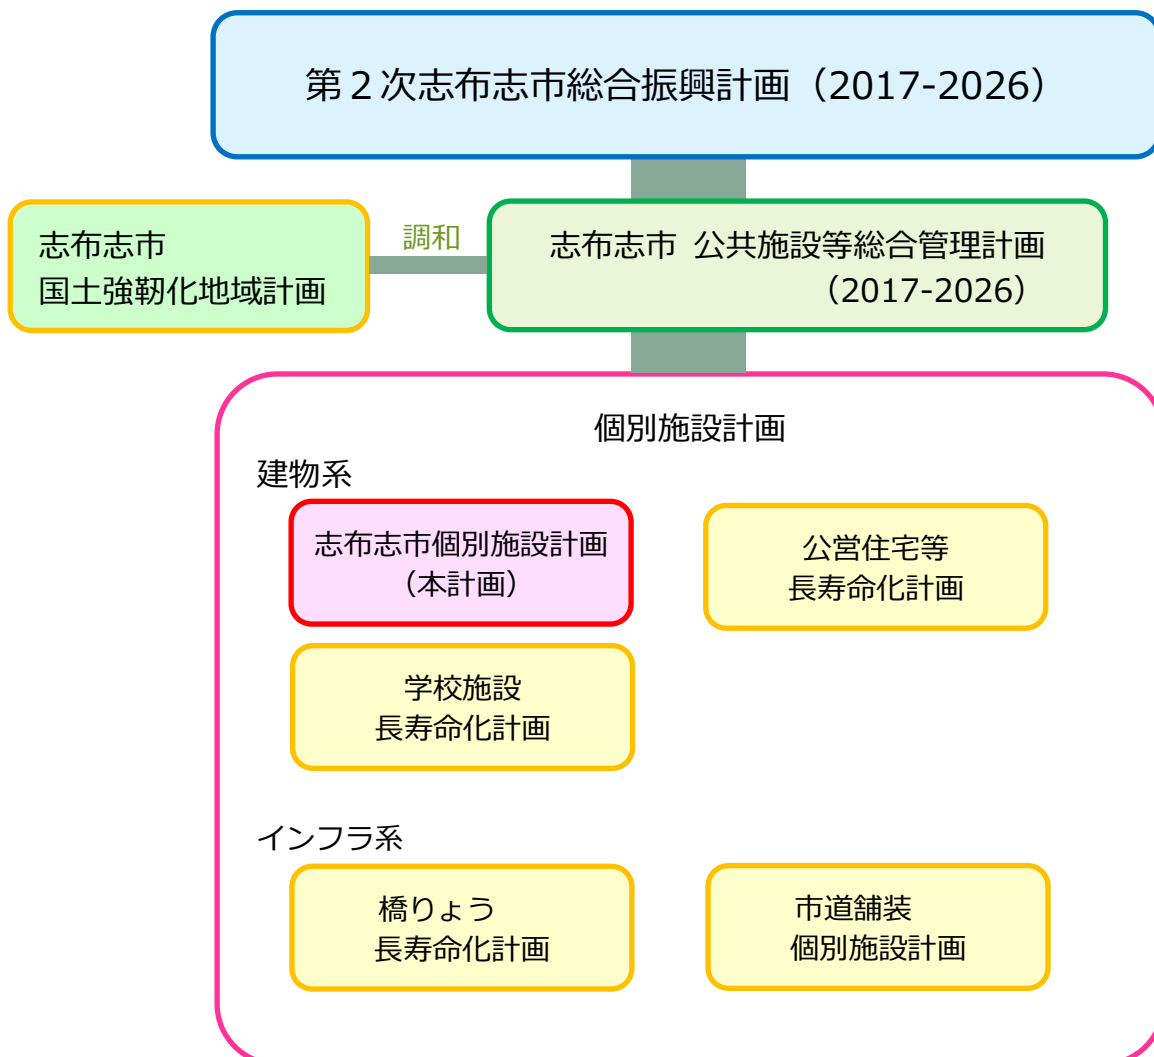 第２次志布志市総合振興計画（2017-2026）
志布志市
国土強靭化地域計画
調和
志布志市 公共施設等総合管理計画
（2017-2026）
個別施設計画
建物系
志布志市個別施設計画
（本計画）
公営住宅等
長寿命化計画
学校施設
長寿命化計画
インフラ系
橋りょう
長寿命化計画
市道舗装
個別施設計画